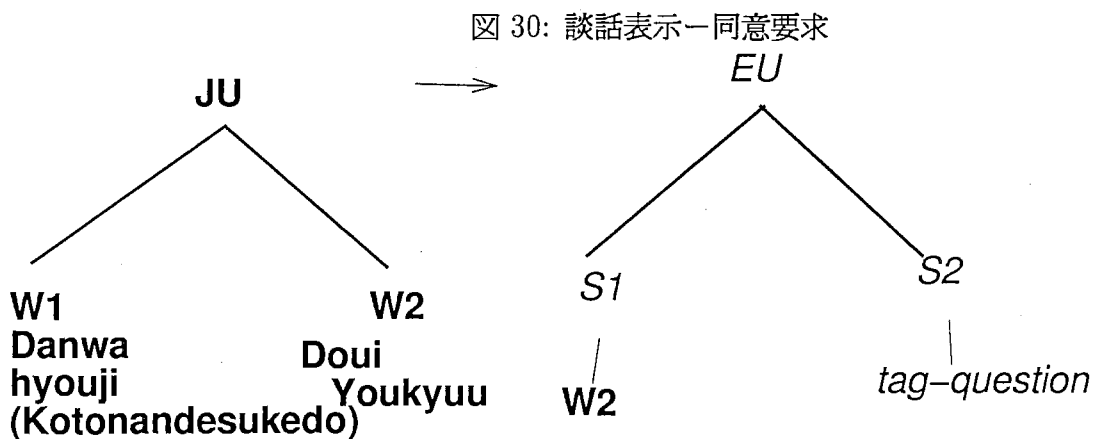 図 30: 談話表示－同意要求
JU
EU
W1
Danwa
hyouji
(Kotonandesukedo)
W2
Doui
Youkyuu
S1
W2
S2
tag-question